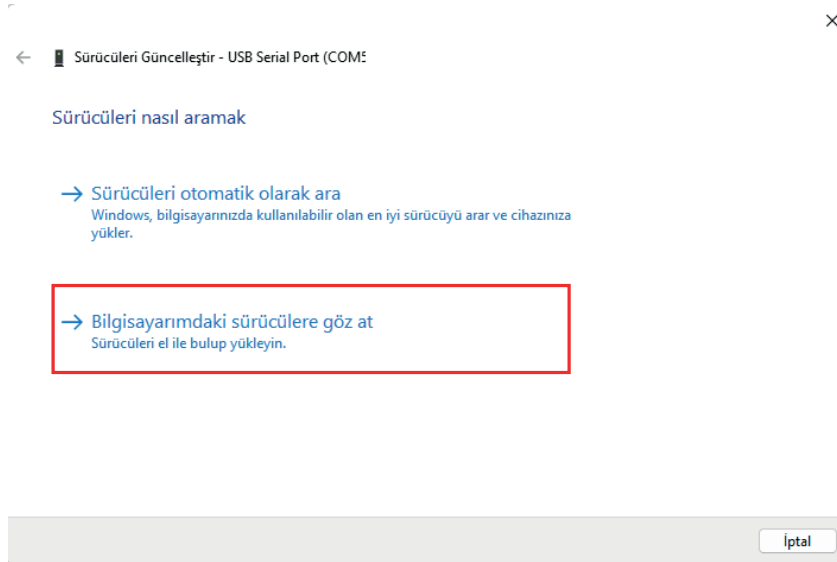 Sürücüleri Güncelleştir - USB Serial Port (COM5
Sürücüleri nasıl aramak
Sürücüleri otomatik olarak ara
Windows, bilgisayarınızda kullanılabilir olan en iyi sürücüyü arar ve cihazınıza
yükler.
Bilgisayarımdaki sürücülere göz at
Sürücüleri el ile bulup yükleyin.
İptal